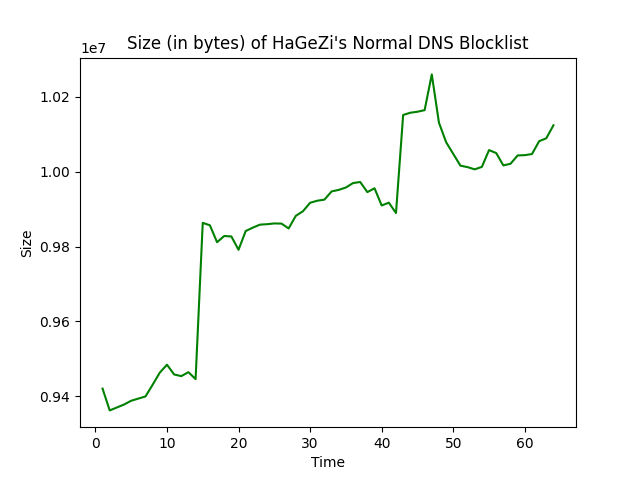 Size (in bytes) of HaGeZi's Normal DNS Blocklist
1e7
1.02
1.00
0.98
0.96
0.94
Size
0 10 20 30 40 50 60
Time